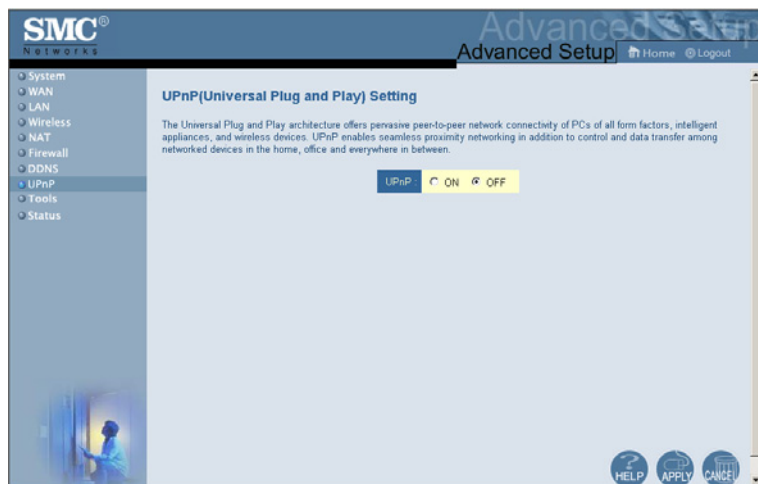 SMC®
Networks
Advanced Setup
Advanced Setup
Home Logout
System
WAN
LAN
Wireless
NAT
Firewall
DDNS
UPnP
Tools
Status
UPnP(Universal Plug and Play) Setting
The Universal Plug and Play architecture offers pervasive peer-to-peer network connectivity of PCs of all form factors, intelligent
appliances, and wireless devices. UPnP enables seamless proximity networking in addition to control and data transfer among
networked devices in the home, office and everywhere in between.
UPnP : ON OFF
HELP APPLY CANCEL